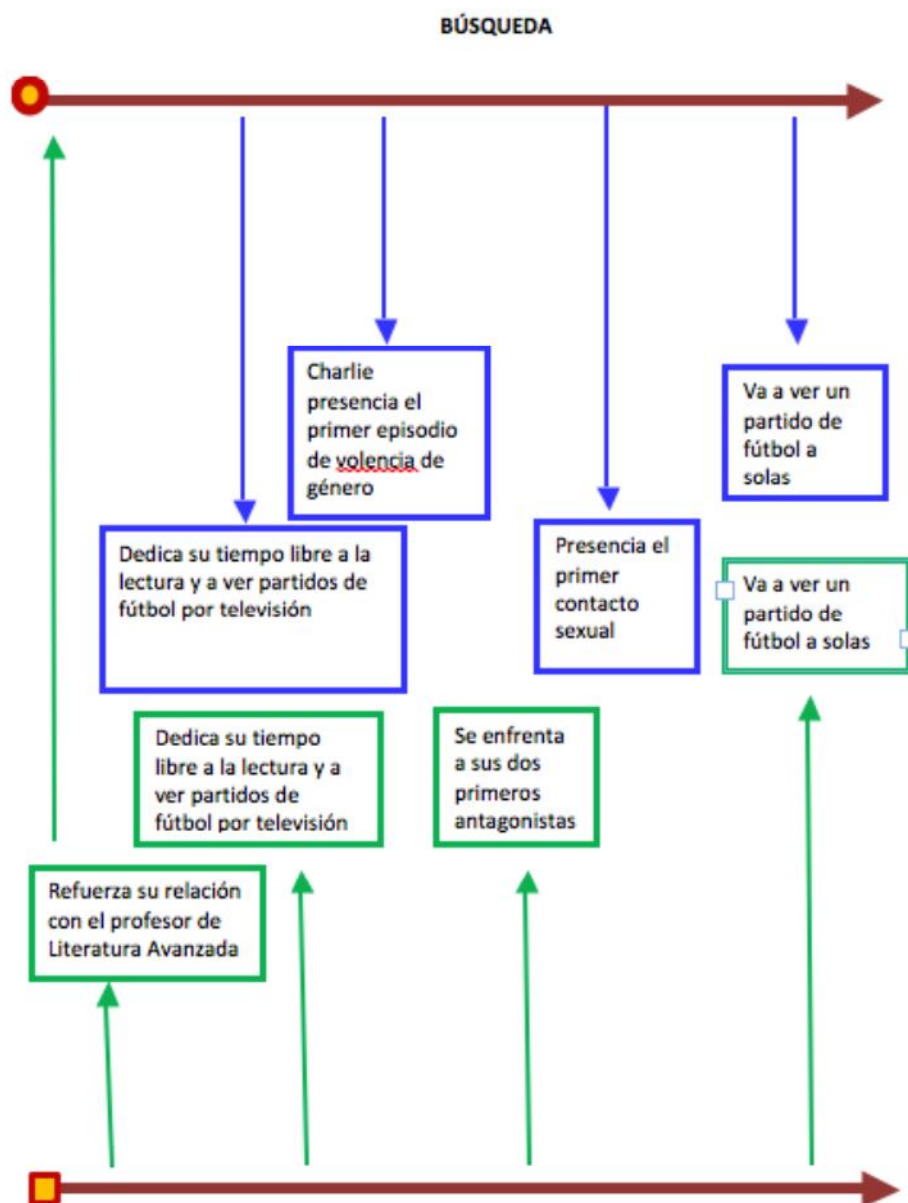 BÚSQUEDA
Charlie
presencia el
primer episodio
de volencia de
género
Va a ver un
partido de
fútbol a
solas
Dedica su tiempo libre a la
lectura y a ver partidos de
fútbol por televisión
Presencia el
primer
contacto
sexual
Va a ver un
partido de
fútbol a solas
Dedica su tiempo
libre a la lectura y a
ver partidos de
fútbol por televisión
Se enfrenta
a sus dos
primeros
antagonistas
Refuerza su relación
con el profesor de
Literatura Avanzada